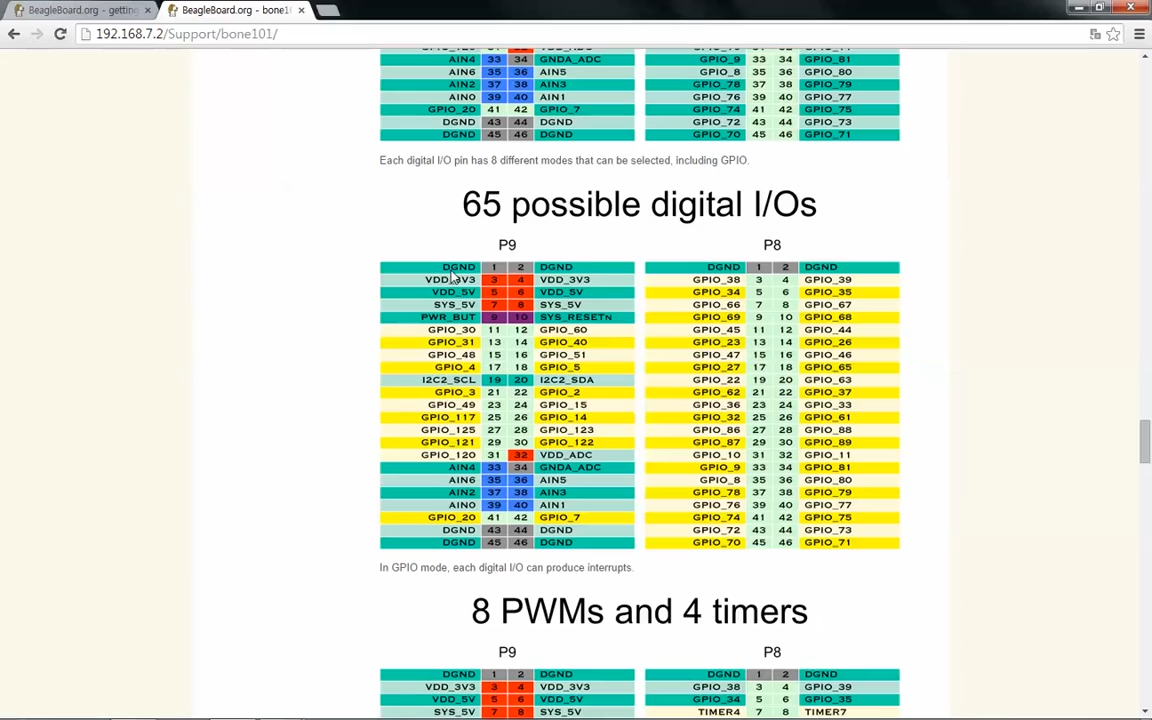 BeagleBoard.org - getting
BeagleBoard.org - bone10
192.168.7.2/Support/bone101/
AIN4 33 34 GNDA_ADC GPIO_9 33 34 GPIO_81
AIN6 35 36 AIN5 GPIO_8 35 36 GPIO_80
AIN2 37 38 AIN3 GPIO_78 37 38 GPIO_79
AIN0 39 40 AIN1 GPIO_76 39 40 GPIO_77
GPIO_20 41 42 GPIO_7 GPIO_74 41 42 GPIO_75
DGND 43 44 DGND GPIO_72 43 44 GPIO_73
DGND 45 46 DGND GPIO_70 45 46 GPIO_71
Each digital I/O pin has 8 different modes that can be selected, including GPIO.
65 possible digital I/Os
P9 P8
DGND 1 2 DGND DGND 1 2 DGND
VDD_3V3 3 4 VDD_3V3 GPIO_38 3 4 GPIO_39
VDD_5V 5 6 VDD_5V GPIO_34 5 6 GPIO_35
SYS_5V 7 8 SYS_5V GPIO_66 7 8 GPIO_67
PWR_BUT 9 10 SYS_RESETN GPIO_69 9 10 GPIO_68
GPIO_30 11 12 GPIO_60 GPIO_45 11 12 GPIO_44
GPIO_31 13 14 GPIO_40 GPIO_23 13 14 GPIO_26
GPIO_48 15 16 GPIO_51 GPIO_47 15 16 GPIO_46
GPIO_4 17 18 GPIO_5 GPIO_27 17 18 GPIO_65
I2C2_SCL 19 20 I2C2_SDA GPIO_22 19 20 GPIO_63
GPIO_3 21 22 GPIO_2 GPIO_62 21 22 GPIO_37
GPIO_49 23 24 GPIO_15 GPIO_36 23 24 GPIO_33
GPIO_117 25 26 GPIO_14 GPIO_32 25 26 GPIO_61
GPIO_125 27 28 GPIO_123 GPIO_86 27 28 GPIO_88
GPIO_121 29 30 GPIO_122 GPIO_87 29 30 GPIO_89
GPIO_120 31 32 VDD_ADC GPIO_10 31 32 GPIO_11
AIN4 33 34 GNDA_ADC GPIO_9 33 34 GPIO_81
AIN6 35 36 AIN5 GPIO_8 35 36 GPIO_80
AIN2 37 38 AIN3 GPIO_78 37 38 GPIO_79
AIN0 39 40 AIN1 GPIO_76 39 40 GPIO_77
GPIO_20 41 42 GPIO_7 GPIO_74 41 42 GPIO_75
DGND 43 44 DGND GPIO_72 43 44 GPIO_73
DGND 45 46 DGND GPIO_70 45 46 GPIO_71
In GPIO mode, each digital I/O can produce interrupts.
8 PWMs and 4 timers
P9 P8
DGND 1 2 DGND DGND 1 2 DGND
VDD_3V3 3 4 VDD_3V3 GPIO_38 3 4 GPIO_39
VDD_5V 5 6 VDD_5V GPIO_34 5 6 GPIO_35
SYS_5V 7 8 SYS_5V TIMER4 7 8 TIMER7